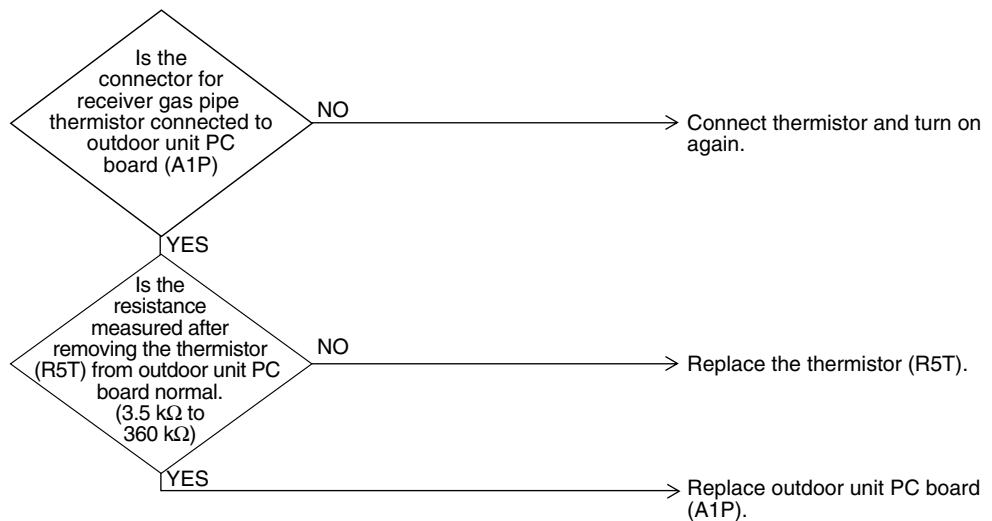 Is the
connector for
receiver gas pipe
thermistor connected to
outdoor unit PC
board (A1P)
NO
Connect thermistor and turn on
again.
YES
Is the
resistance
measured after
removing the thermistor
(R5T) from outdoor unit PC
board normal.
(3.5 kΩ to
360 kΩ)
NO
Replace the thermistor (R5T).
YES
Replace outdoor unit PC board
(A1P).